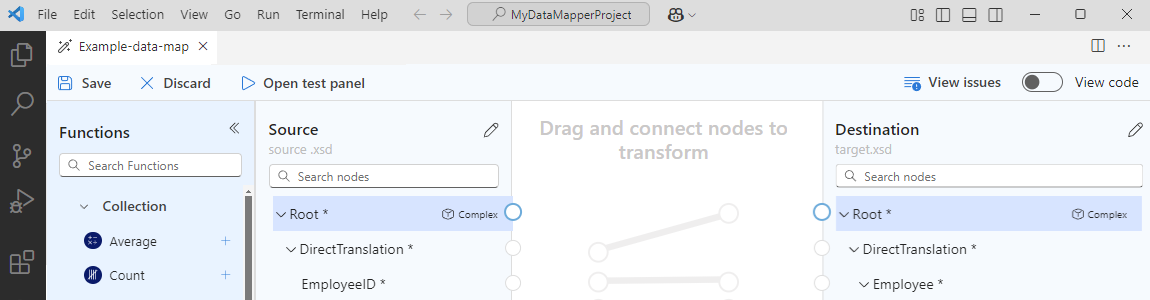 File Edit Selection View Go Run Terminal Help MyDataMapperProject
Example-data-map
Save Discard Open test panel View issues View code
Functions
Search Functions
Collection
Average
Count
Source
source .xsd
Search nodes
Root * Complex
DirectTranslation *
EmployeeID *
Drag and connect nodes to
transform
Destination
target.xsd
Search nodes
Root * Complex
DirectTranslation *
Employee *